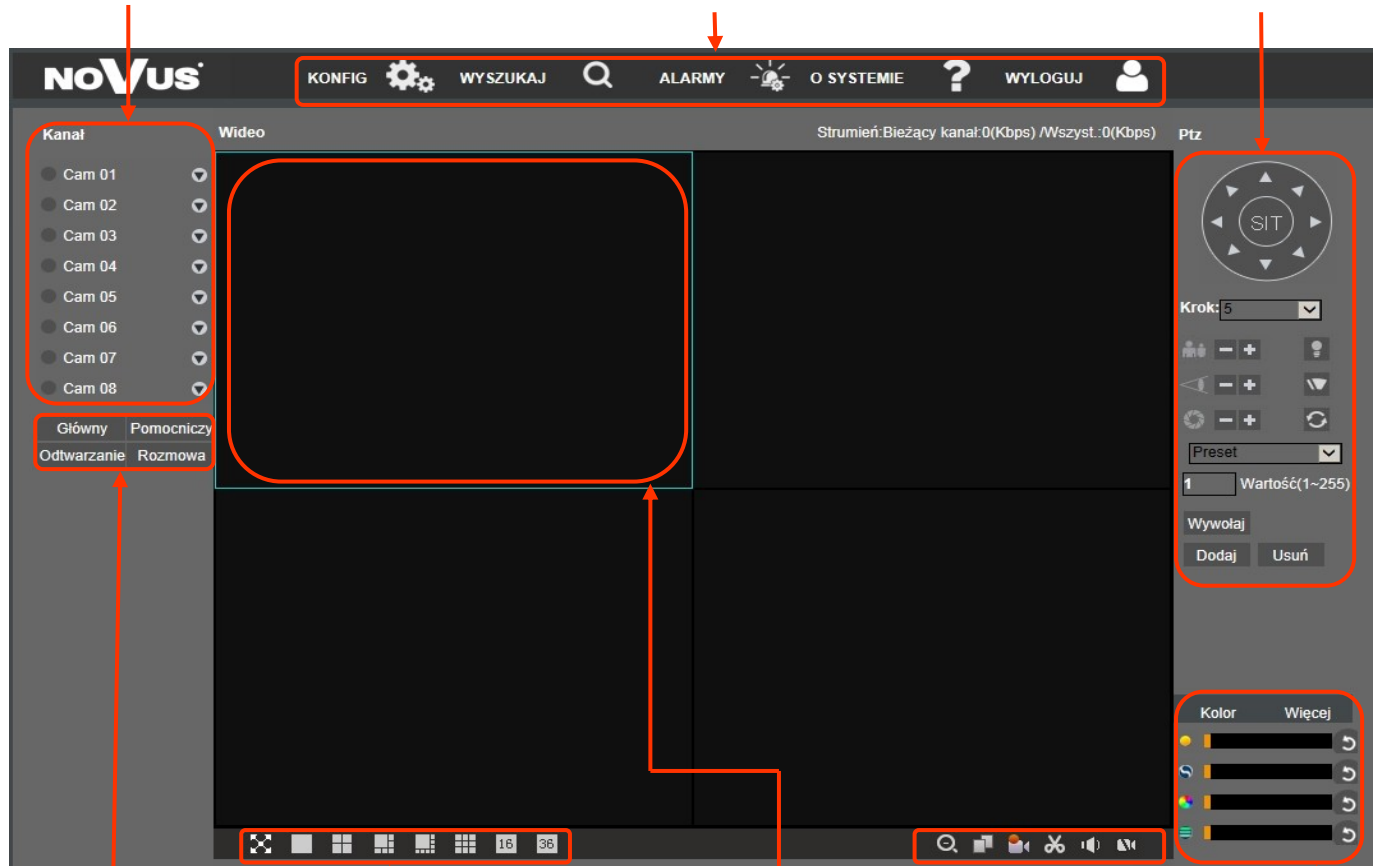 NOVUS
KONFIG WYSZUKAJ ALARMY O SYSTEMIE ? WYLOGUJ
Kanał
Cam 01
Cam 02
Cam 03
Cam 04
Cam 05
Cam 06
Cam 07
Cam 08
Główny Pomocniczy
Odtwarzanie Rozmowa
Wideo Strumień:Bieżący kanał:0(Kbps) /Wszyst.:0(Kbps)
16 36
Ptz
SIT
Krok: 5
Preset
1 Wartość(1~255)
Wywołaj
Dodaj Usuń
Kolor Więcej